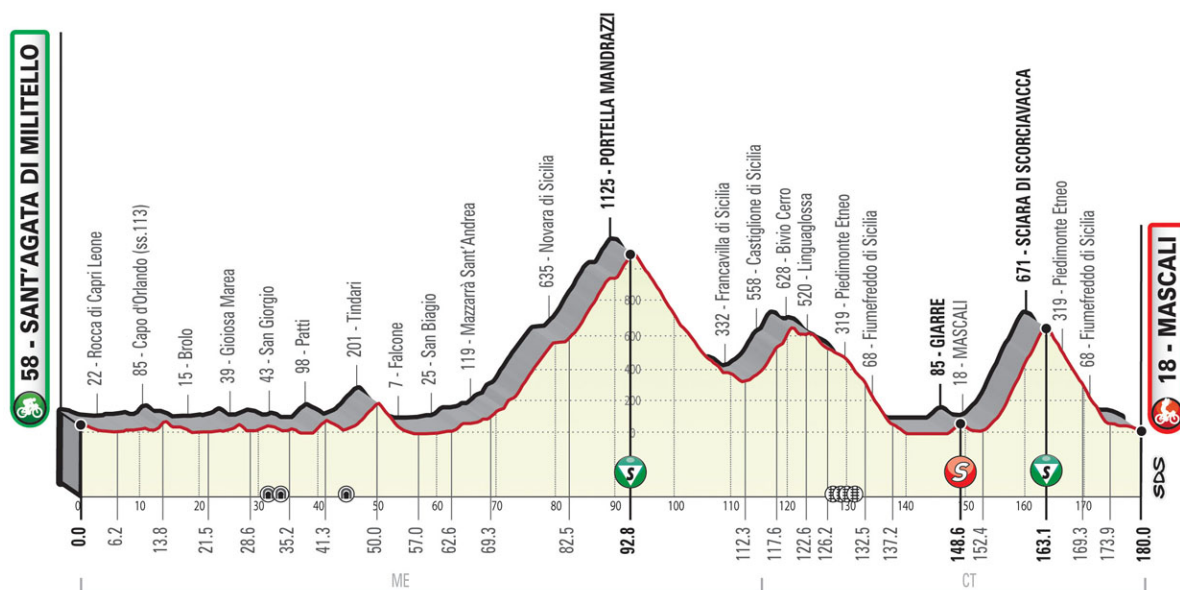 58 - SANT'AGATA DI MILITELLO
22 - Rocca di Capri Leone
85 - Capo d'Orlando (ss.113)
15 - Brolo
39 - Gioiosa Marea
43 - San Giorgio
98 - Patti
201 - Tindari
7 - Falcone
25 - San Biagio
119 - Mazzarrà Sant'Andrea
635 - Novara di Sicilia
1125 - PORTELLA MANDRAZZI
332 - Francavilla di Sicilia
558 - Castiglione di Sicilia
628 - Bivio Cerro
520 - Linguaglossa
319 - Piedimonte Etneo
68 - Fiumefreddo di Sicilia
85 - GIARRE
18 - MASCALI
671 - SCIARA DI SCORCIAVACCA
319 - Piedimonte Etneo
68 - Fiumefreddo di Sicilia
18 - MASCALI
800
600
400
200
0
S
S
S
0 10 20 30 40 50 60 70 80 90 100 110 120 130 140 150 160 170
SDS
0.0 6.2 13.8 21.5 28.6 35.2 41.3 50.0 57.0 62.6 69.3 82.5 92.8 112.3 117.6 122.6 126.2 132.5 137.2 148.6 152.4 163.1 169.3 173.9 180.0
ME
CT